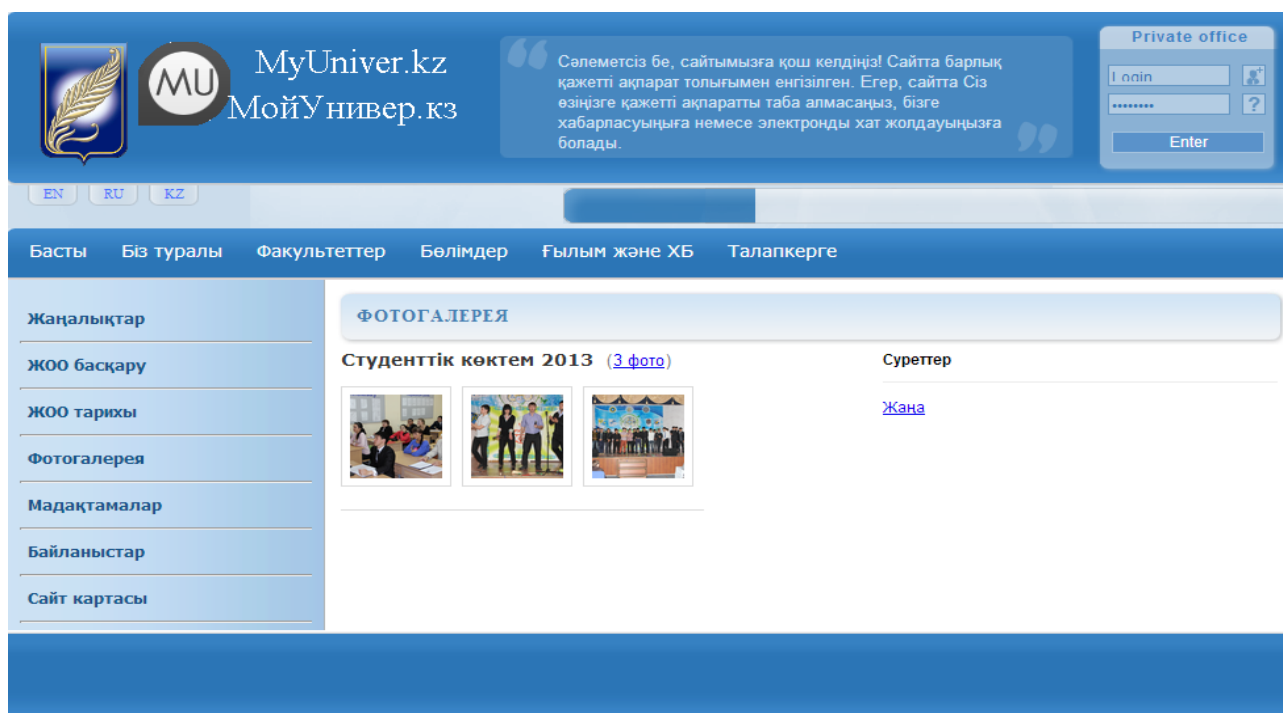 MU
MyUniver.kz
МойУнивер.кз
Сәлеметсіз бе, сайтымызға қош келдіңіз! Сайтта барлық
қажетті ақпарат толығымен енгізілген. Егер, сайтта Сіз
өзіңізге қажетті ақпаратты таба алмасаңыз, бізге
хабарласуыңыға немесе электронды хат жолдауыңызға
болады.
Private office
Login
?
Enter
EN RU KZ
Басты Біз туралы Факультеттер Бөлімдер Ғылым және ХБ Талапкерге
Жаңалықтар
ЖОО басқару
ЖОО тарихы
Фотогалерея
Мадақтамалар
Байланыстар
Сайт картасы
ФОТОГАЛЕРЕЯ
Студенттік көктем 2013 (3 фото)
Суреттер
Жаңа